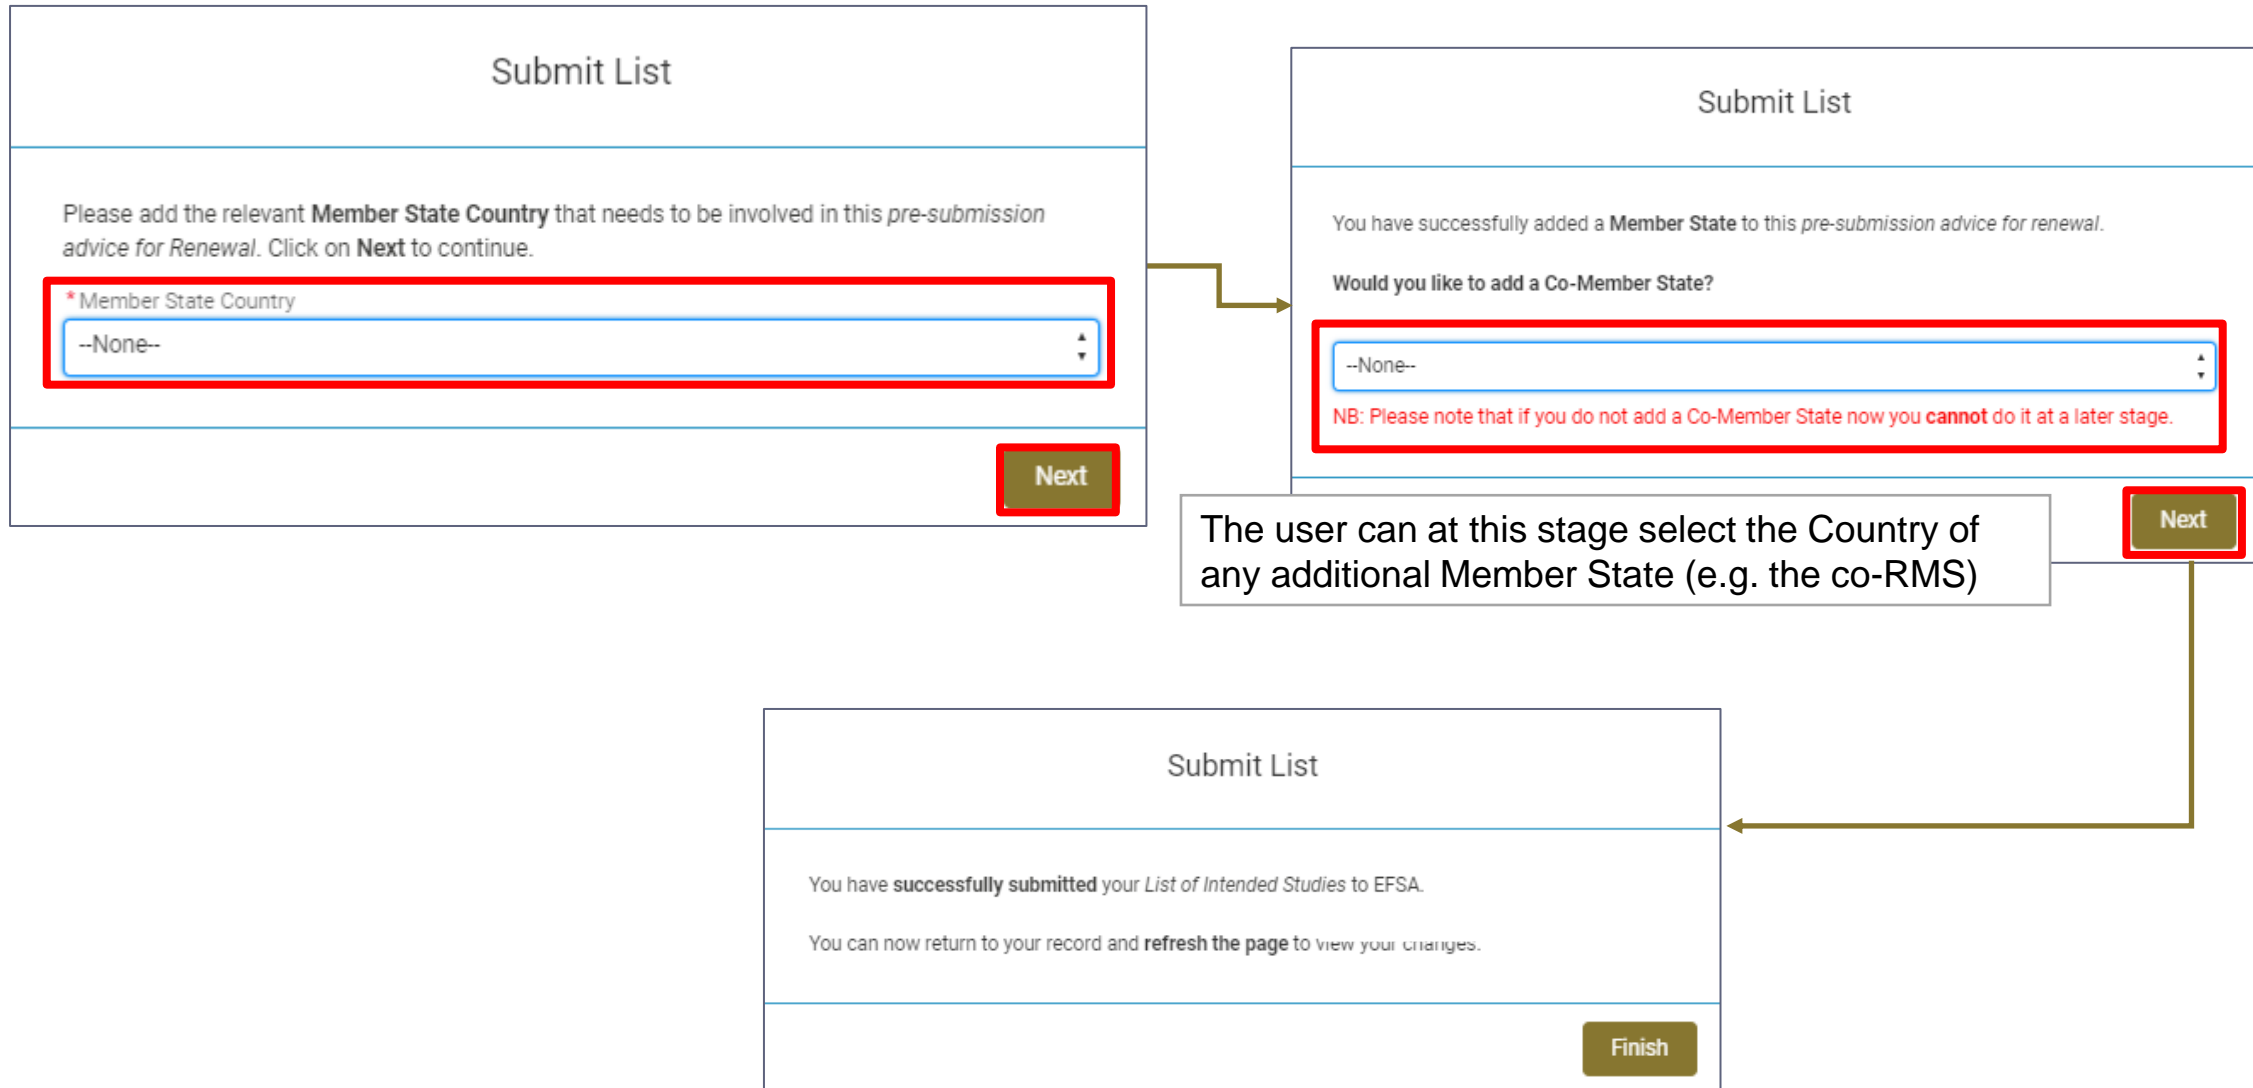 Submit List
Please add the relevant Member State Country that needs to be involved in this pre-submission
advice for Renewal. Click on Next to continue.
* Member State Country
--None--
Next
Submit List
You have successfully added a Member State to this pre-submission advice for renewal.
Would you like to add a Co-Member State?
--None--
NB: Please note that if you do not add a Co-Member State now you cannot do it at a later stage.
Next
The user can at this stage select the Country of
any additional Member State (e.g. the co-RMS)
Submit List
You have successfully submitted your List of Intended Studies to EFSA.
You can now return to your record and refresh the page to view your changes.
Finish